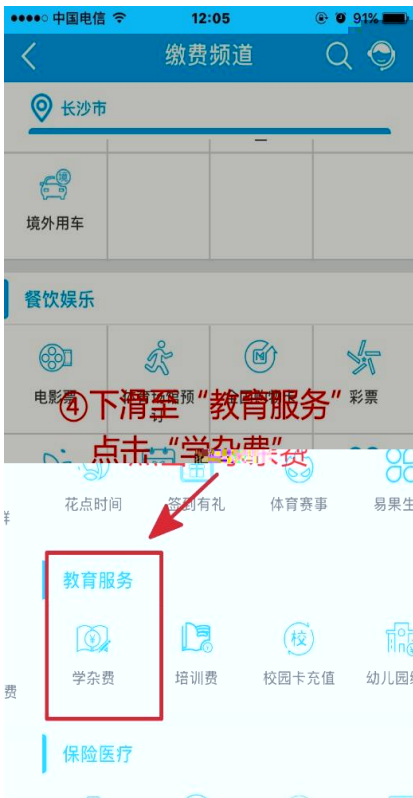 中国电信 12:05 91%
缴费频道
长沙市
境外用车
餐饮娱乐
电影票 彩票
④下滑至“教育服务”
点击“学杂费”
花点时间 签到有礼 体育赛事 易果生
教育服务
学杂费 培训费 校园卡充值 幼儿园
费
保险医疗